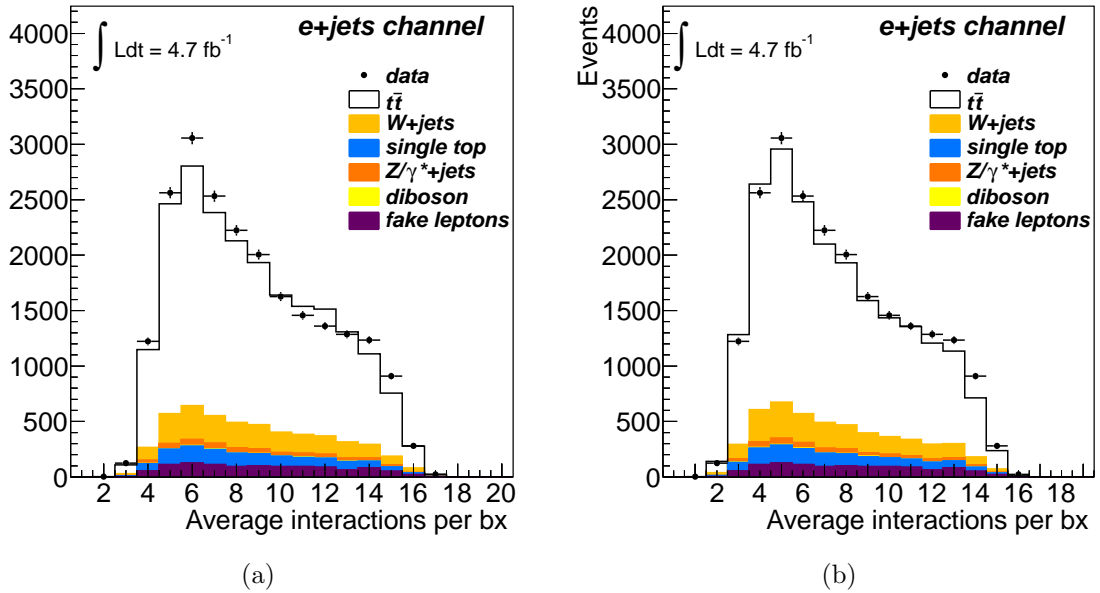 e+jets channel
∫ Ldt = 4.7 fb⁻¹
data
tt̄
W+jets
single top
Z/γ*+jets
diboson
fake leptons
4000
3500
3000
2500
2000
1500
1000
500
0
2 4 6 8 10 12 14 16 18 20
Average interactions per bx
(a)
Events
e+jets channel
∫ Ldt = 4.7 fb⁻¹
data
tt̄
W+jets
single top
Z/γ*+jets
diboson
fake leptons
4000
3500
3000
2500
2000
1500
1000
500
0
2 4 6 8 10 12 14 16 18
Average interactions per bx
(b)